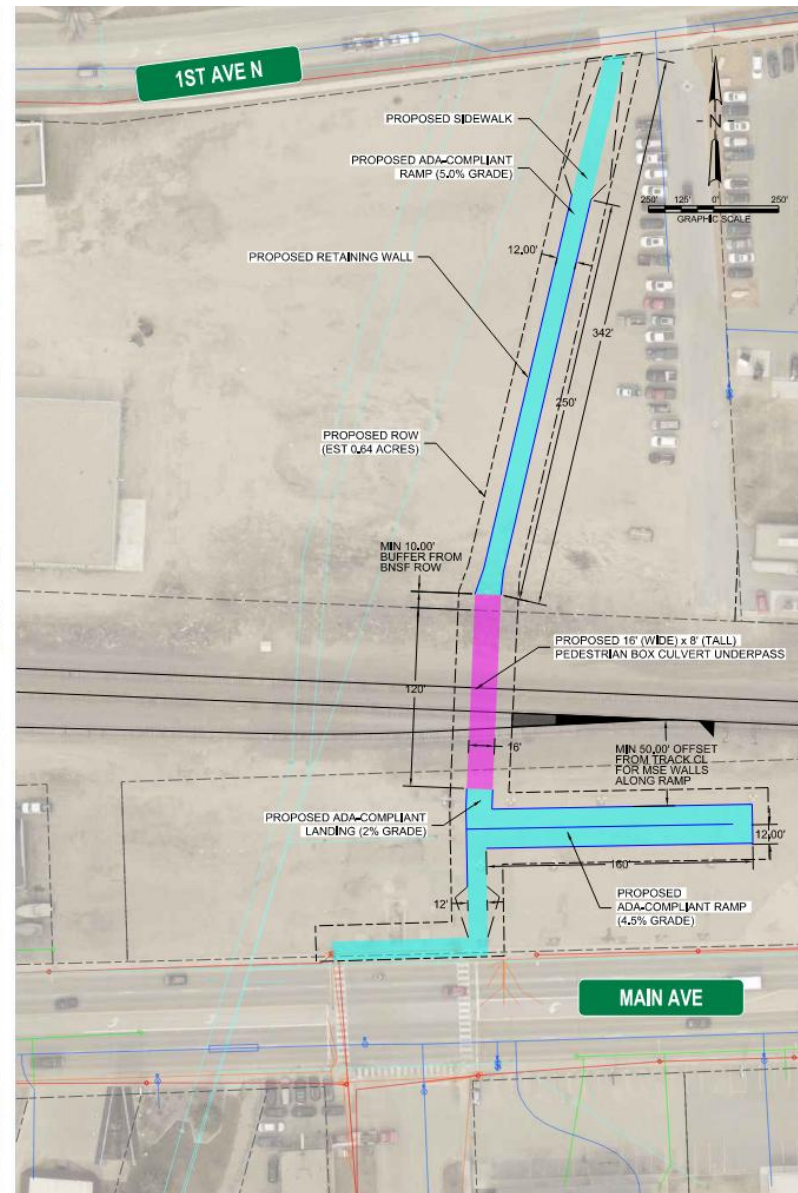 1ST AVE N
PROPOSED SIDEWALK
PROPOSED ADA-COMPLIANT
RAMP (5.0% GRADE)
-N-
250' 125' 0' 250'
GRAPHIC SCALE
12.00'
PROPOSED RETAINING WALL
342'
250'
PROPOSED ROW
(EST 0.64 ACRES)
MIN 10.00'
BUFFER FROM
BNSF ROW
PROPOSED 16' (WIDE) x 8' (TALL)
PEDESTRIAN BOX CULVERT UNDERPASS
120'
16'
MIN 50.00' OFFSET
FROM TRACK CL
FOR MSE WALLS
ALONG RAMP
PROPOSED ADA-COMPLIANT
LANDING (2% GRADE)
12.00'
160'
12'
PROPOSED
ADA-COMPLIANT RAMP
(4.5% GRADE)
MAIN AVE